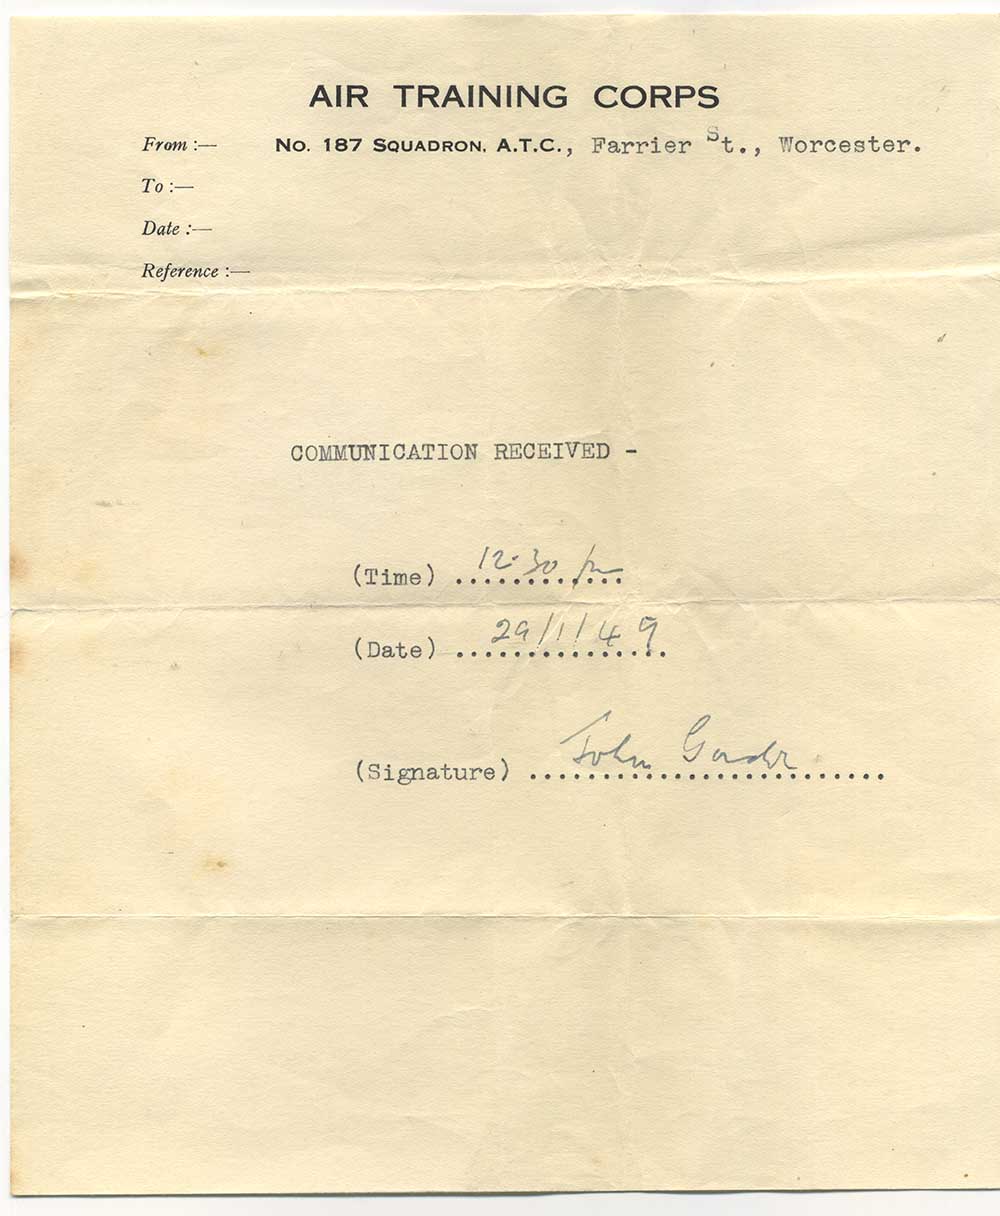 AIR TRAINING CORPS
From :— No. 187 SQUADRON, A.T.C., Farrier St., Worcester.
To :—
Date :—
Reference :—
COMMUNICATION RECEIVED -
(Time) 12.30 pm
(Date) 29/1/49
(Signature) John